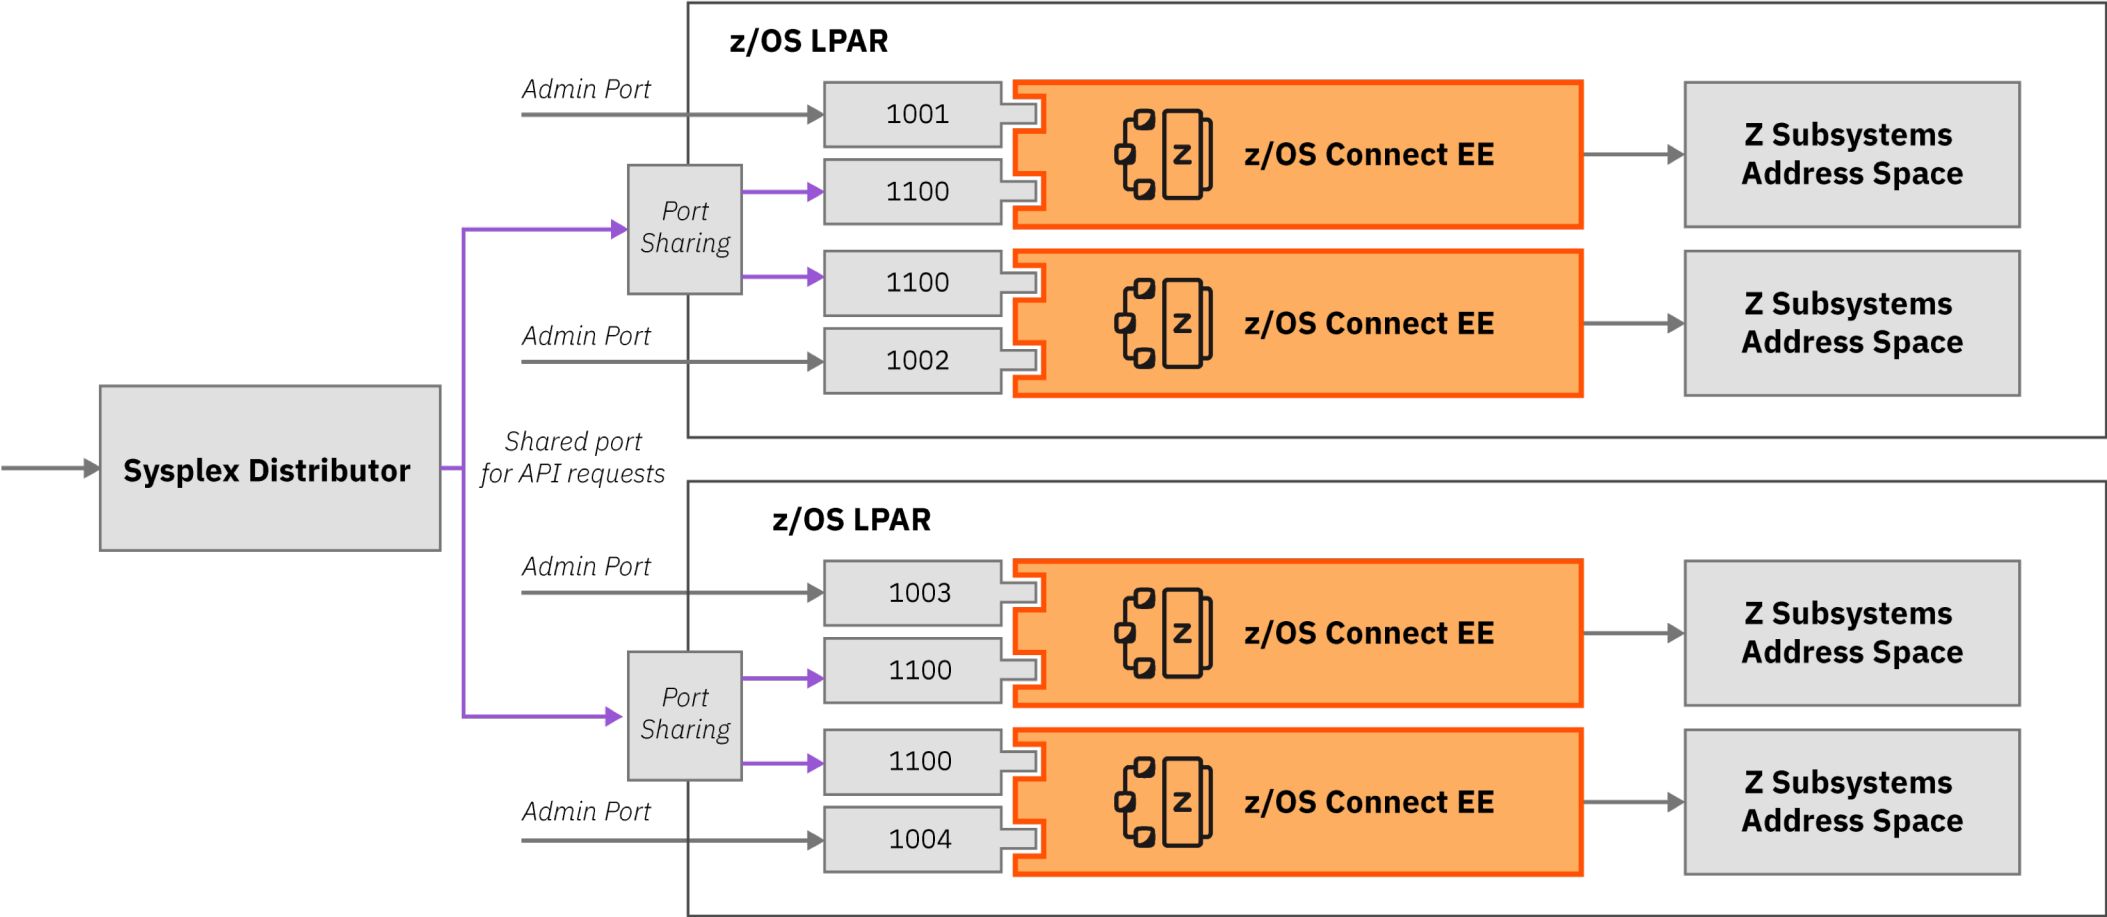 z/OS LPAR
Admin Port
1001
z/OS Connect EE
Z Subsystems
Address Space
1100
Port
Sharing
1100
z/OS Connect EE
Z Subsystems
Address Space
Admin Port
1002
Sysplex Distributor
Shared port
for API requests
z/OS LPAR
Admin Port
1003
z/OS Connect EE
Z Subsystems
Address Space
1100
Port
Sharing
1100
z/OS Connect EE
Z Subsystems
Address Space
Admin Port
1004
Z
Z
Z
Z